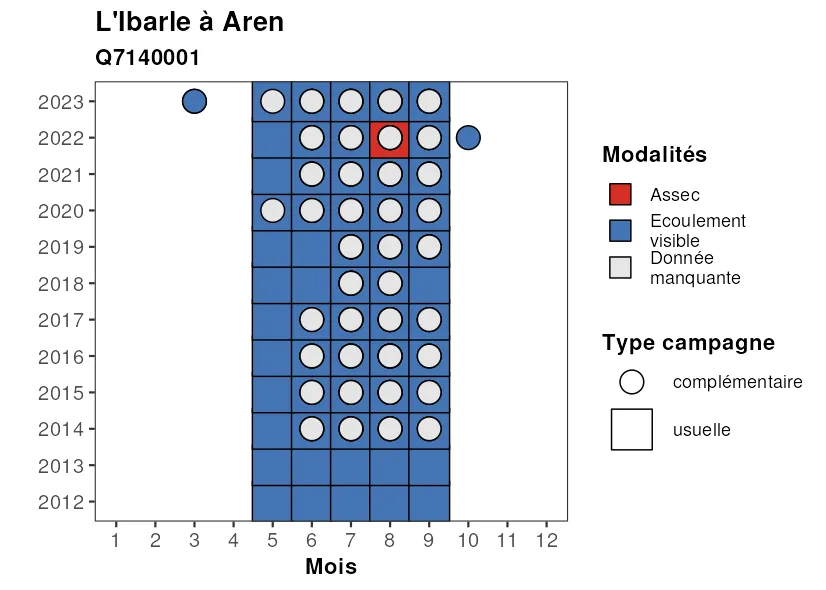 L'Ibarle à Aren
Q7140001
2023
2022
2021
2020
2019
2018
2017
2016
2015
2014
2013
2012
1 2 3 4 5 6 7 8 9 10 11 12
Mois
Modalités
Assec
Ecoulement
visible
Donnée
manquante
Type campagne
complémentaire
usuelle